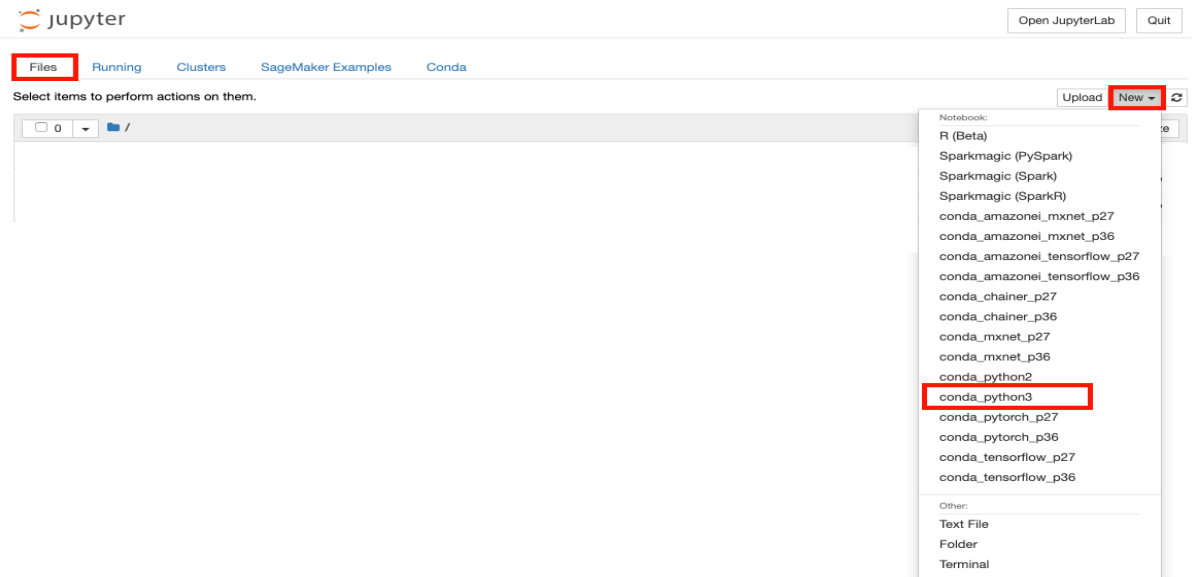 jupyter
Open JupyterLab Quit
Files Running Clusters SageMaker Examples Conda
Select items to perform actions on them.
Upload New
0 /
Notebook:
R (Beta)
Sparkmagic (PySpark)
Sparkmagic (Spark)
Sparkmagic (SparkR)
conda_amazonei_mxnet_p27
conda_amazonei_mxnet_p36
conda_amazonei_tensorflow_p27
conda_amazonei_tensorflow_p36
conda_chainer_p27
conda_chainer_p36
conda_mxnet_p27
conda_mxnet_p36
conda_python2
conda_python3
conda_pytorch_p27
conda_pytorch_p36
conda_tensorflow_p27
conda_tensorflow_p36
Other:
Text File
Folder
Terminal